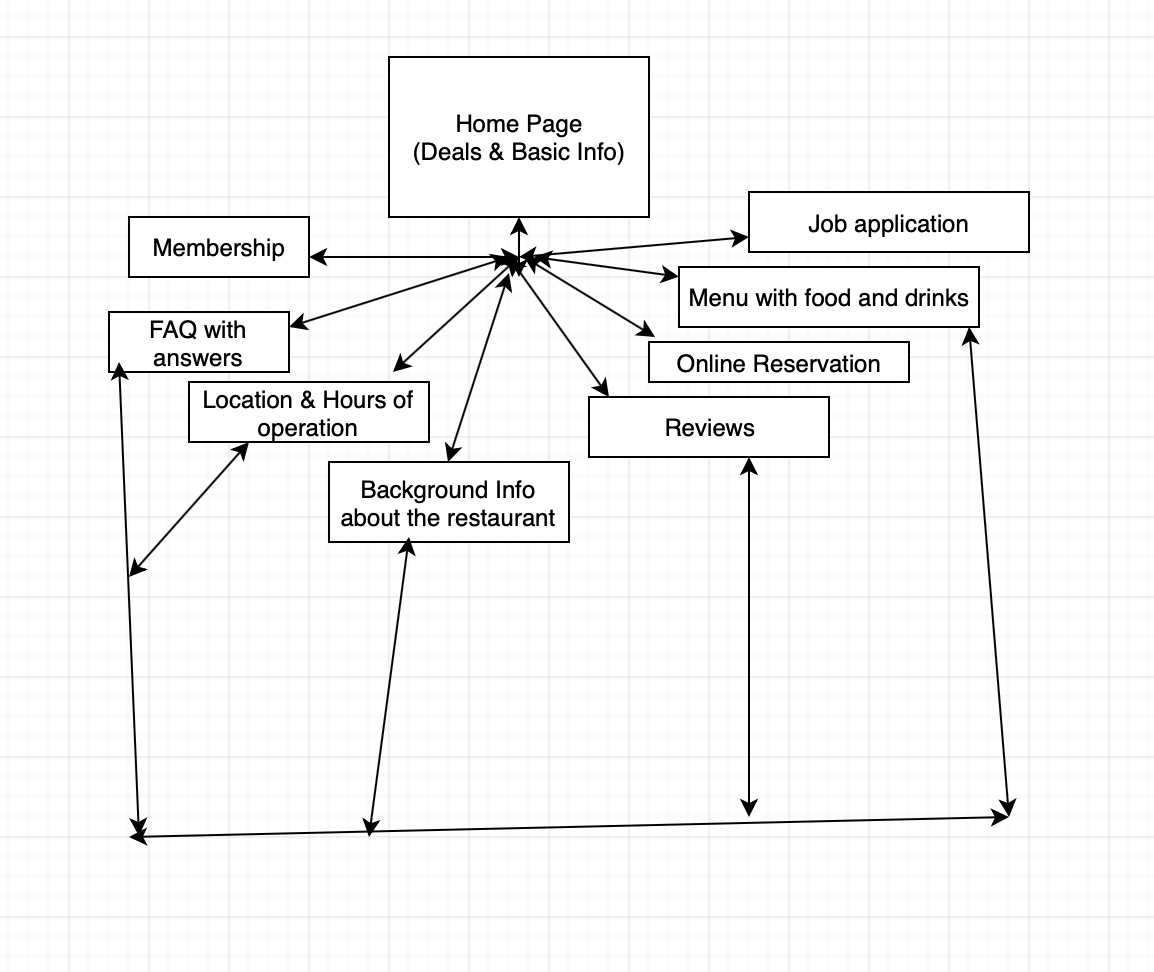 Home Page
(Deals & Basic Info)
Membership
Job application
Menu with food and drinks
FAQ with
answers
Online Reservation
Location & Hours of
operation
Reviews
Background Info
about the restaurant